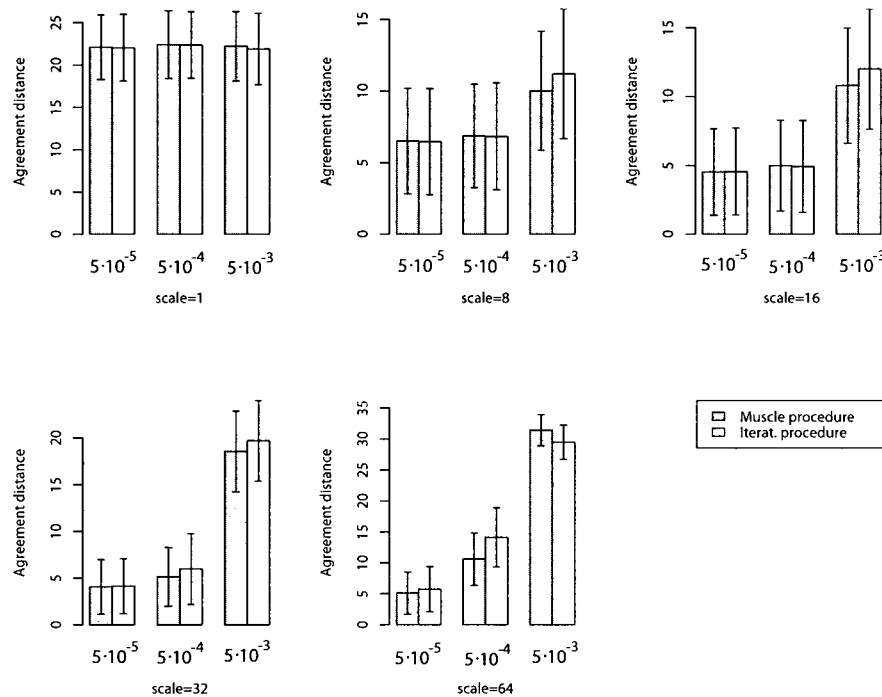 Agreement distance
25
20
15
10
5
0
5·10⁻⁵ 5·10⁻⁴ 5·10⁻³
scale=1
Agreement distance
15
10
5
0
5·10⁻⁵ 5·10⁻⁴ 5·10⁻³
scale=8
Agreement distance
15
10
5
0
5·10⁻⁵ 5·10⁻⁴ 5·10⁻³
scale=16
Agreement distance
20
15
10
5
0
5·10⁻⁵ 5·10⁻⁴ 5·10⁻³
scale=32
Agreement distance
35
30
25
20
15
10
5
0
5·10⁻⁵ 5·10⁻⁴ 5·10⁻³
scale=64
Muscle procedure
Iterat. procedure